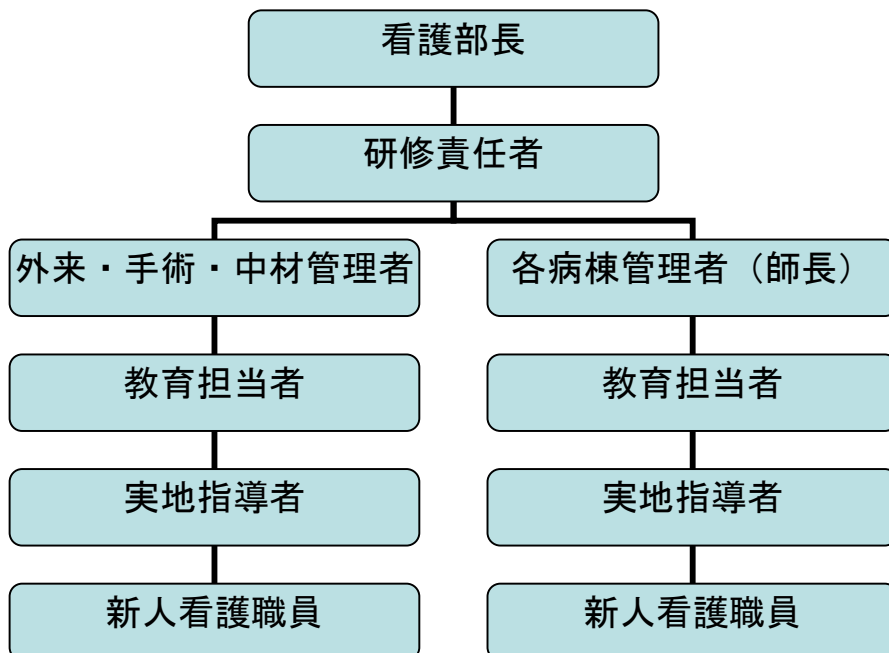 看護部長
研修責任者
外来・手術・中材管理者
各病棟管理者（師長）
教育担当者
教育担当者
実地指導者
実地指導者
新人看護職員
新人看護職員